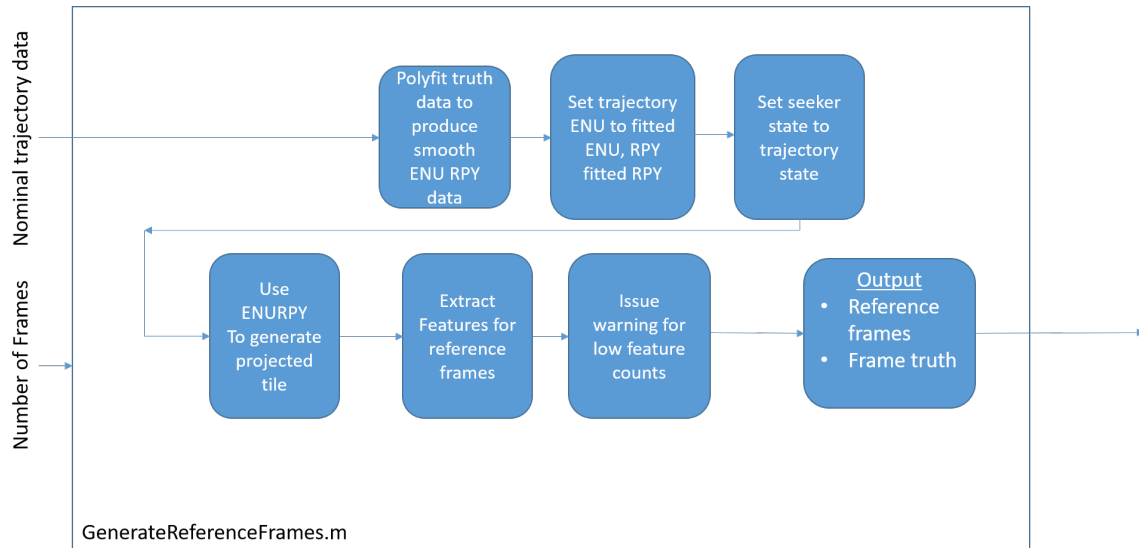 Nominal trajectory data
Polyfit truth
data to
produce
smooth
ENU RPY
data
Set trajectory
ENU to fitted
ENU, RPY
fitted RPY
Set seeker
state to
trajectory
state
Number of Frames
Use
ENURPY
To generate
projected
tile
Extract
Features for
reference
frames
Issue
warning for
low feature
counts
Output
• Reference
frames
• Frame truth
GenerateReferenceFrames.m